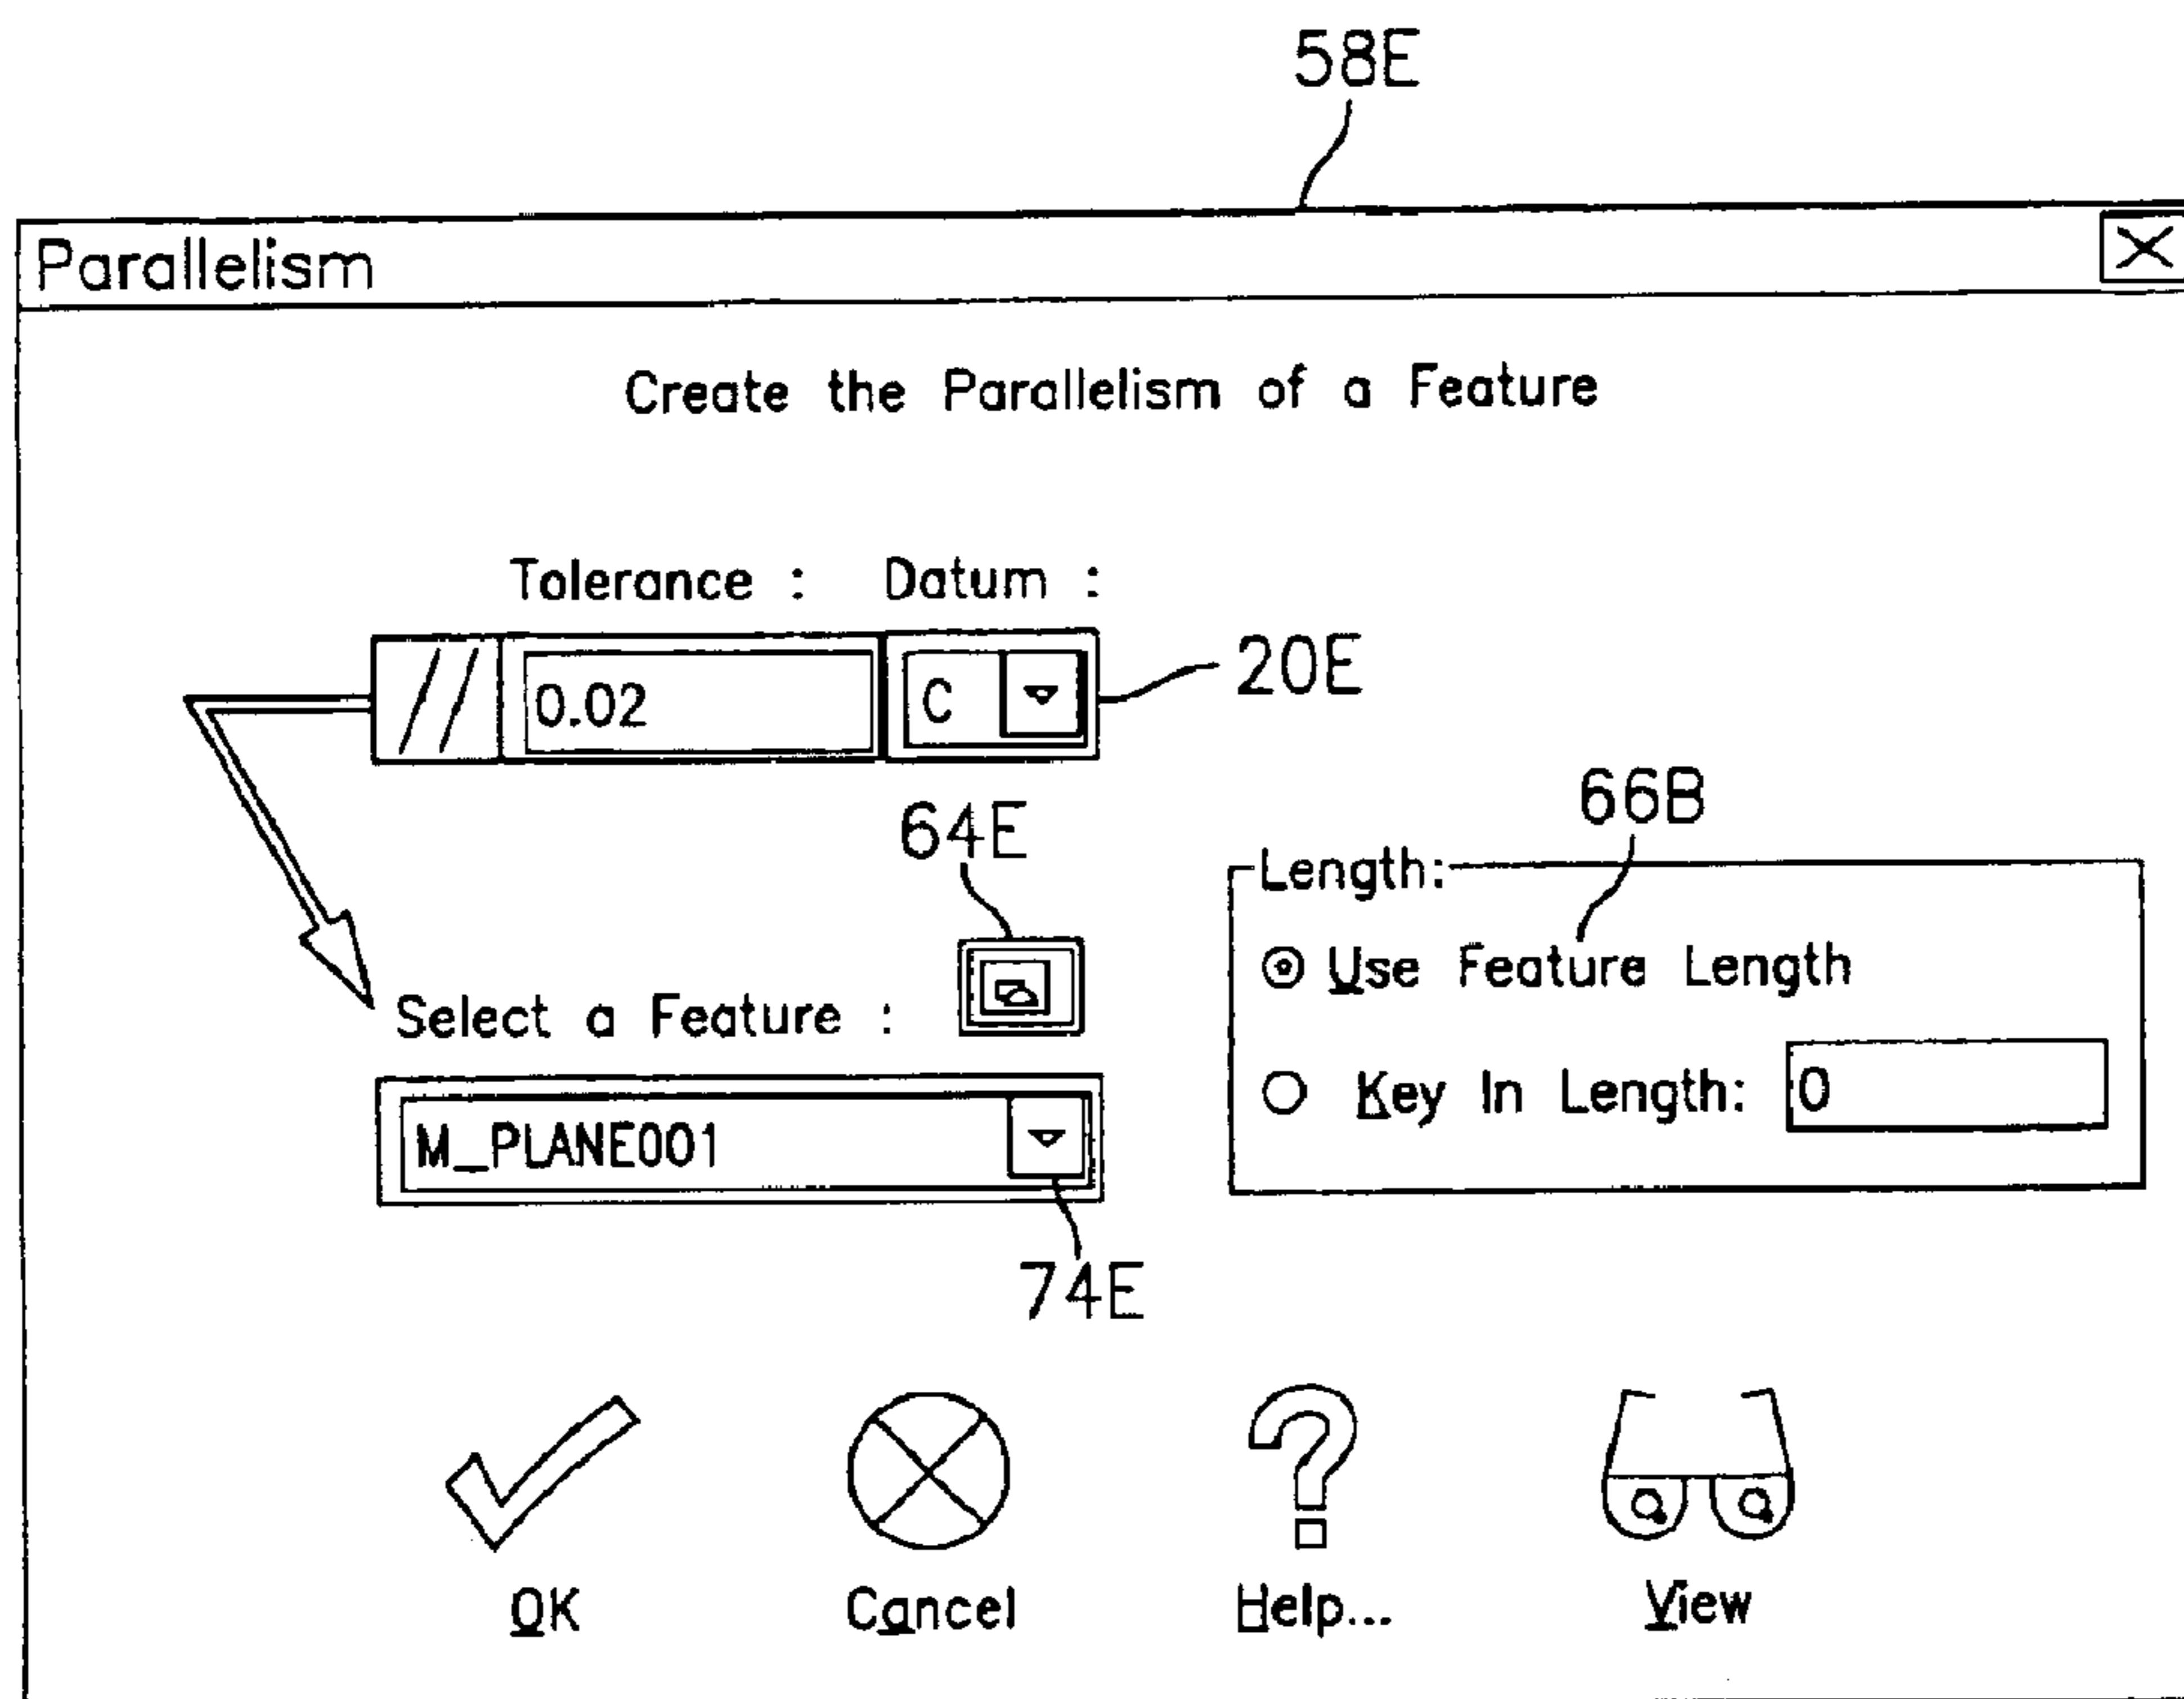 58E
Parallelism
Create the Parallelism of a Feature
Tolerance : Datum :
0.02 C
20E
64E
66B
Length:
Use Feature Length
Select a Feature :
Key In Length: 0
M_PLANE001
74E
OK Cancel Help... View